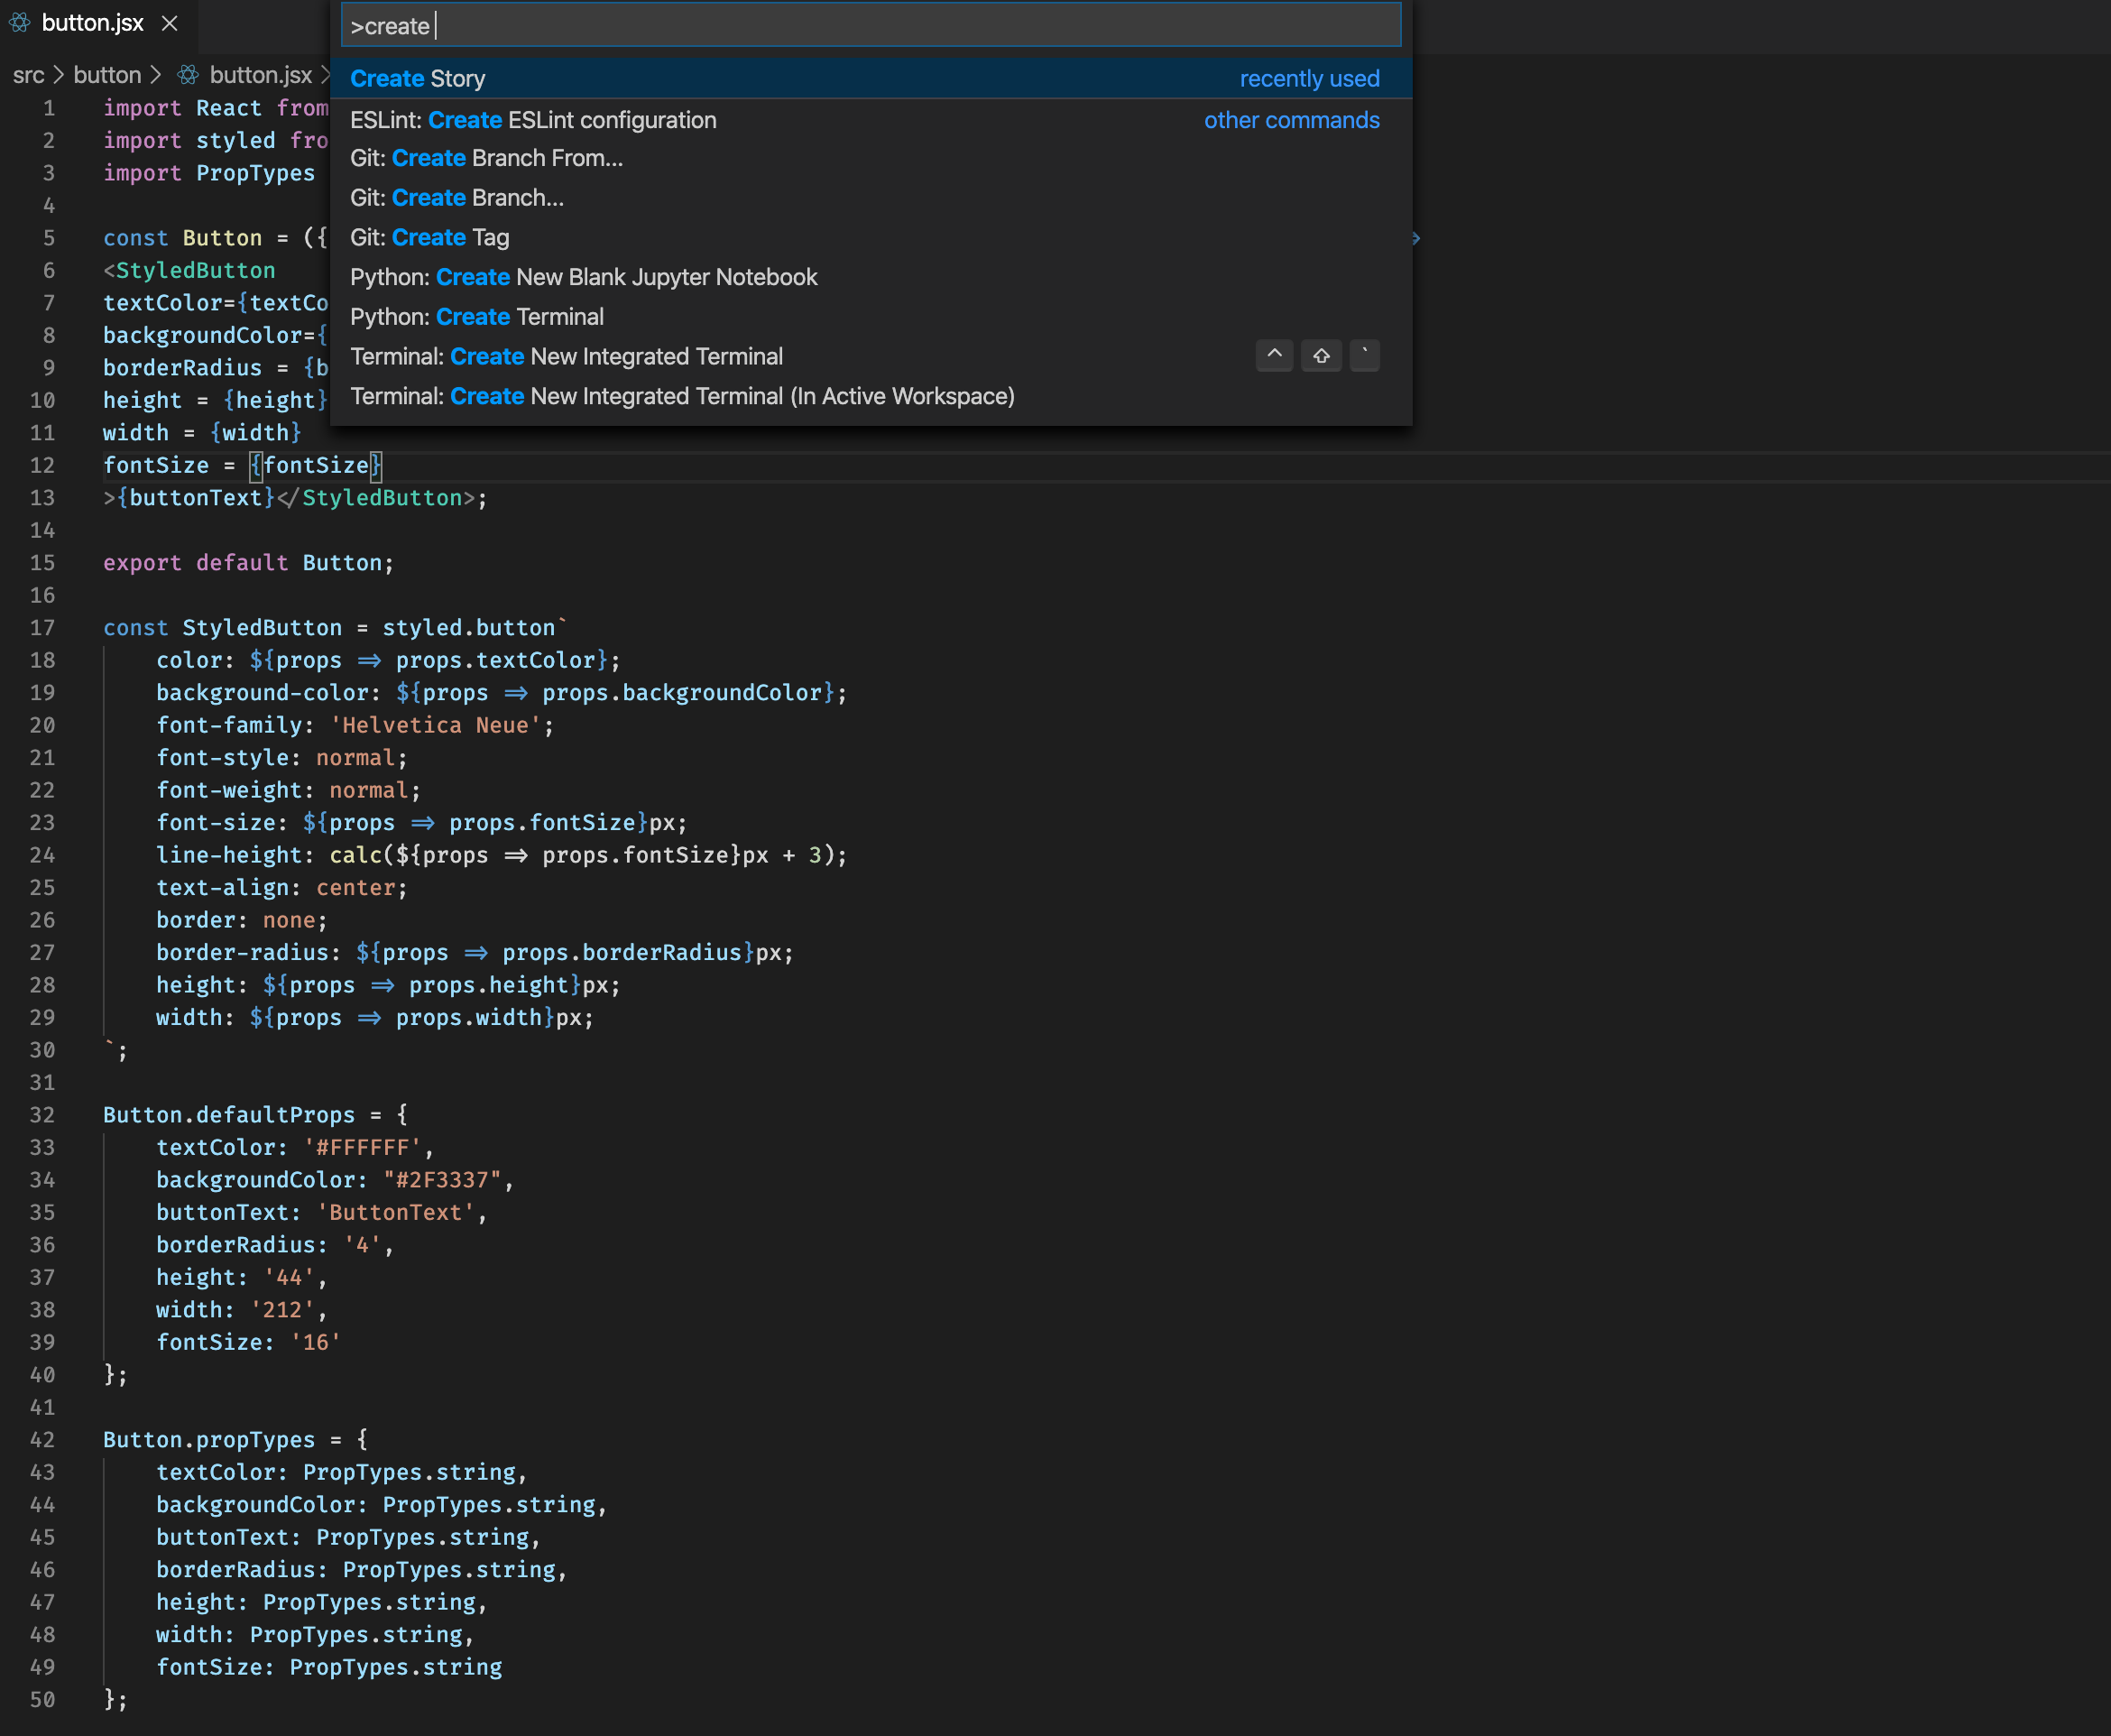 button.jsx
>create
src > button > button.jsx >
Create Story recently used
ESLint: Create ESLint configuration other commands
Git: Create Branch From...
Git: Create Branch...
Git: Create Tag
Python: Create New Blank Jupyter Notebook
Python: Create Terminal
Terminal: Create New Integrated Terminal ^ ⇧ `
Terminal: Create New Integrated Terminal (In Active Workspace)
1 import React from
2 import styled fro
3 import PropTypes
4
5 const Button = ({
6 <StyledButton
7 textColor={textCo
8 backgroundColor={
9 borderRadius = {b
10 height = {height}
11 width = {width}
12 fontSize = {fontSize}
13 >{buttonText}</StyledButton>;
14
15 export default Button;
16
17 const StyledButton = styled.button`
18 color: ${props => props.textColor};
19 background-color: ${props => props.backgroundColor};
20 font-family: 'Helvetica Neue';
21 font-style: normal;
22 font-weight: normal;
23 font-size: ${props => props.fontSize}px;
24 line-height: calc(${props => props.fontSize}px + 3);
25 text-align: center;
26 border: none;
27 border-radius: ${props => props.borderRadius}px;
28 height: ${props => props.height}px;
29 width: ${props => props.width}px;
30 `;
31
32 Button.defaultProps = {
33 textColor: '#FFFFFF',
34 backgroundColor: "#2F3337",
35 buttonText: 'ButtonText',
36 borderRadius: '4',
37 height: '44',
38 width: '212',
39 fontSize: '16'
40 };
41
42 Button.propTypes = {
43 textColor: PropTypes.string,
44 backgroundColor: PropTypes.string,
45 buttonText: PropTypes.string,
46 borderRadius: PropTypes.string,
47 height: PropTypes.string,
48 width: PropTypes.string,
49 fontSize: PropTypes.string
50 };